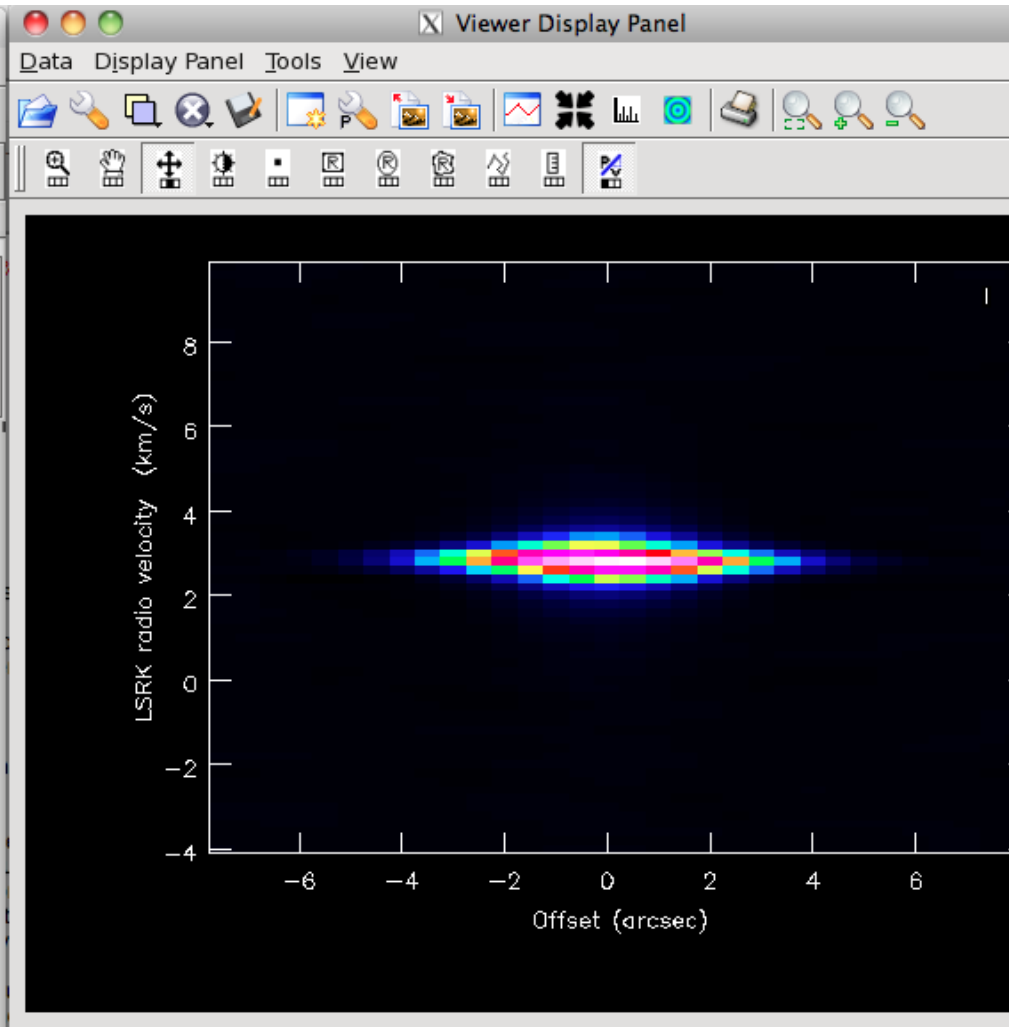 Viewer Display Panel
Data Display Panel Tools View
8
6
4
2
0
−2
−4
LSRK radio velocity (km/s)
−6 −4 −2 0 2 4 6
Offset (arcsec)